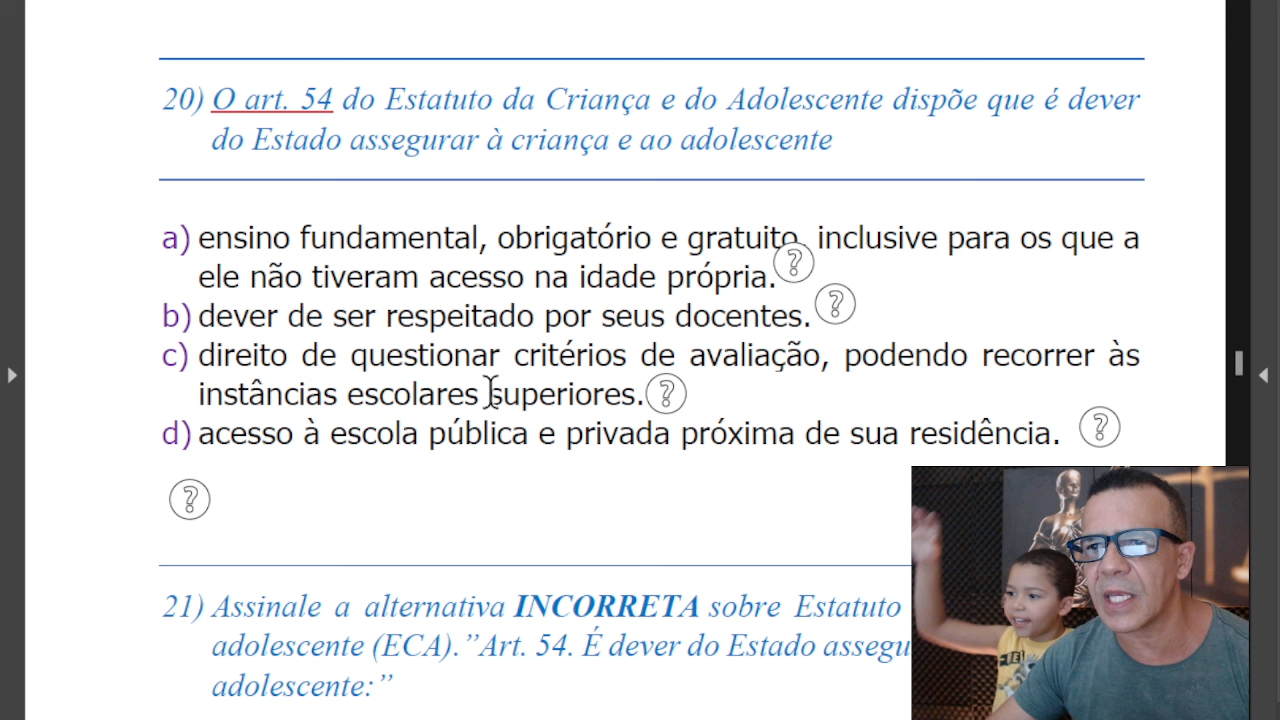 20) O art. 54 do Estatuto da Criança e do Adolescente dispõe que é dever
do Estado assegurar à criança e ao adolescente
a) ensino fundamental, obrigatório e gratuito, inclusive para os que a
ele não tiveram acesso na idade própria.
b) dever de ser respeitado por seus docentes.
c) direito de questionar critérios de avaliação, podendo recorrer às
instâncias escolares superiores.
d) acesso à escola pública e privada próxima de sua residência.
21) Assinale a alternativa INCORRETA sobre Estatuto
adolescente (ECA).”Art. 54. É dever do Estado assegu
adolescente:”